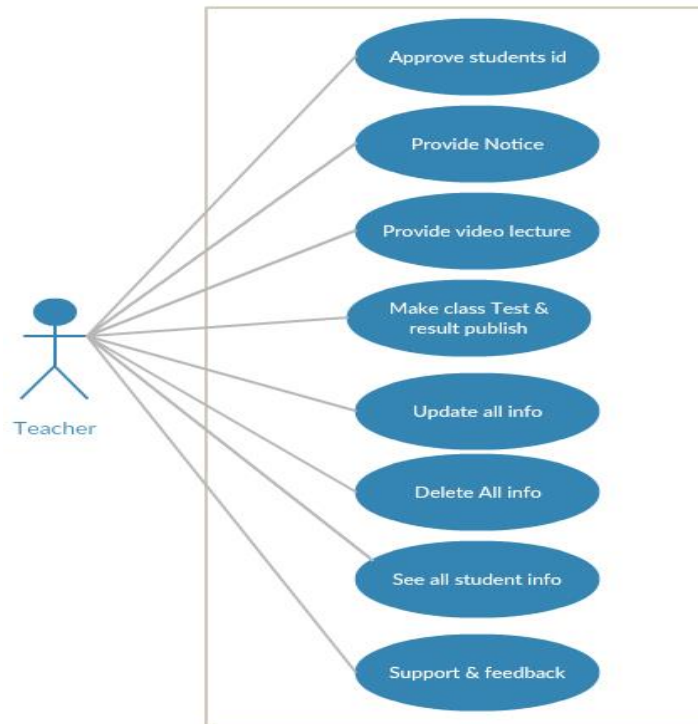 Approve students id
Provide Notice
Provide video lecture
Make class Test &
result publish
Update all info
Teacher
Delete All info
See all student info
Support & feedback